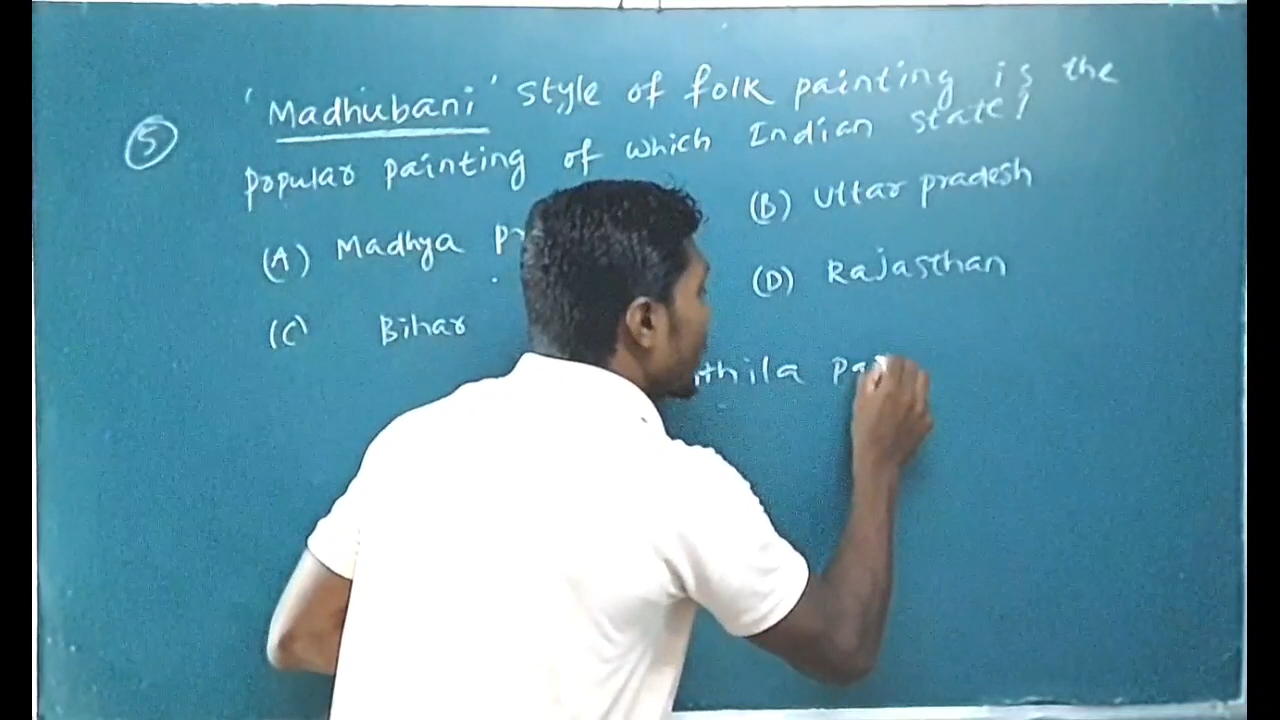 (5) 'Madhubani' style of folk painting is the
popular painting of which Indian state?
(A) Madhya
(B) Uttar pradesh
(C) Bihar
(D) Rajasthan